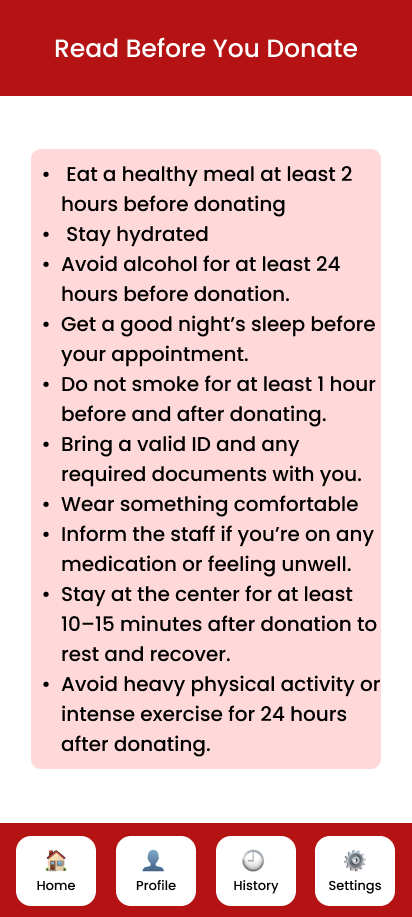 Read Before You Donate
• Eat a healthy meal at least 2
hours before donating
• Stay hydrated
• Avoid alcohol for at least 24
hours before donation.
• Get a good night’s sleep before
your appointment.
• Do not smoke for at least 1 hour
before and after donating.
• Bring a valid ID and any
required documents with you.
• Wear something comfortable
• Inform the staff if you’re on any
medication or feeling unwell.
• Stay at the center for at least
10–15 minutes after donation to
rest and recover.
• Avoid heavy physical activity or
intense exercise for 24 hours
after donating.
Home
Profile
History
Settings